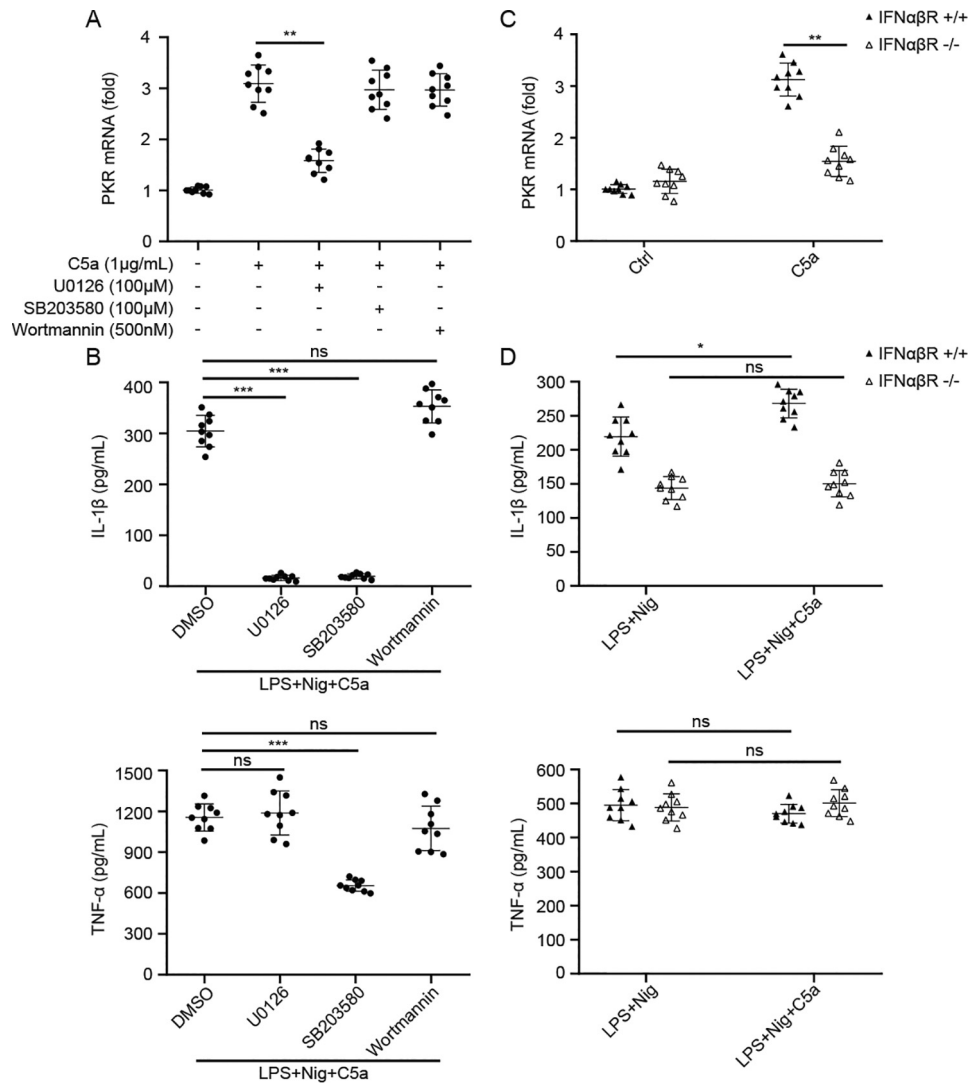 A
PKR mRNA (fold)
4
3
2
1
0
**
C5a (1μg/mL) - + + + +
U0126 (100μM) - - + - -
SB203580 (100μM) - - - + -
Wortmannin (500nM) - - - - +
C
IFNαβR +/+
IFNαβR -/-
PKR mRNA (fold)
4
3
2
1
0
**
Ctrl
C5a
B
ns
***
***
IL-1β (pg/mL)
400
300
200
100
0
DMSO
U0126
SB203580
Wortmannin
LPS+Nig+C5a
D
IFNαβR +/+
IFNαβR -/-
*
ns
IL-1β (pg/mL)
300
250
200
150
100
50
0
LPS+Nig
LPS+Nig+C5a
ns
***
ns
TNF-α (pg/mL)
1500
1200
900
600
300
0
DMSO
U0126
SB203580
Wortmannin
LPS+Nig+C5a
ns
ns
TNF-α (pg/mL)
600
500
400
300
200
100
0
LPS+Nig
LPS+Nig+C5a